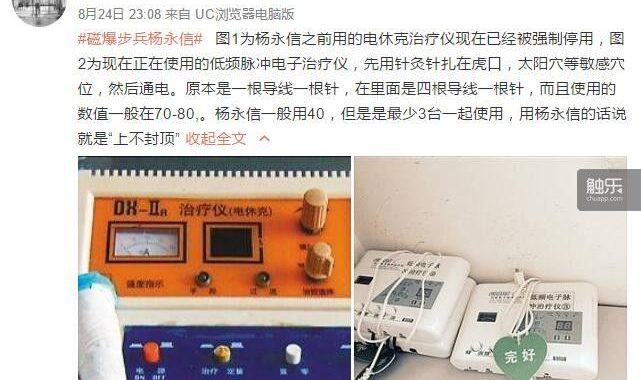 8月24日 23:08 来自 UC浏览器电脑版
#磁爆步兵杨永信# 图1为杨永信之前用的电休克治疗仪现在已经被强制停用，图
2为现在正在使用的低频脉冲电子治疗仪，先用针灸针扎在虎口，太阳穴等敏感穴
位，然后通电。原本是一根导线一根针，在里面是四根导线一根针，而且使用的
数值一般在70-80,。杨永信一般用40，但是是最少3台一起使用，用杨永信的话说
就是“上不封顶” 收起全文
触乐
chuapp.com
DX-IIB 治疗仪(电休克)
A
强度指示
电源
治疗定量
ON OFF
低频电子脉
冲治疗仪
完好